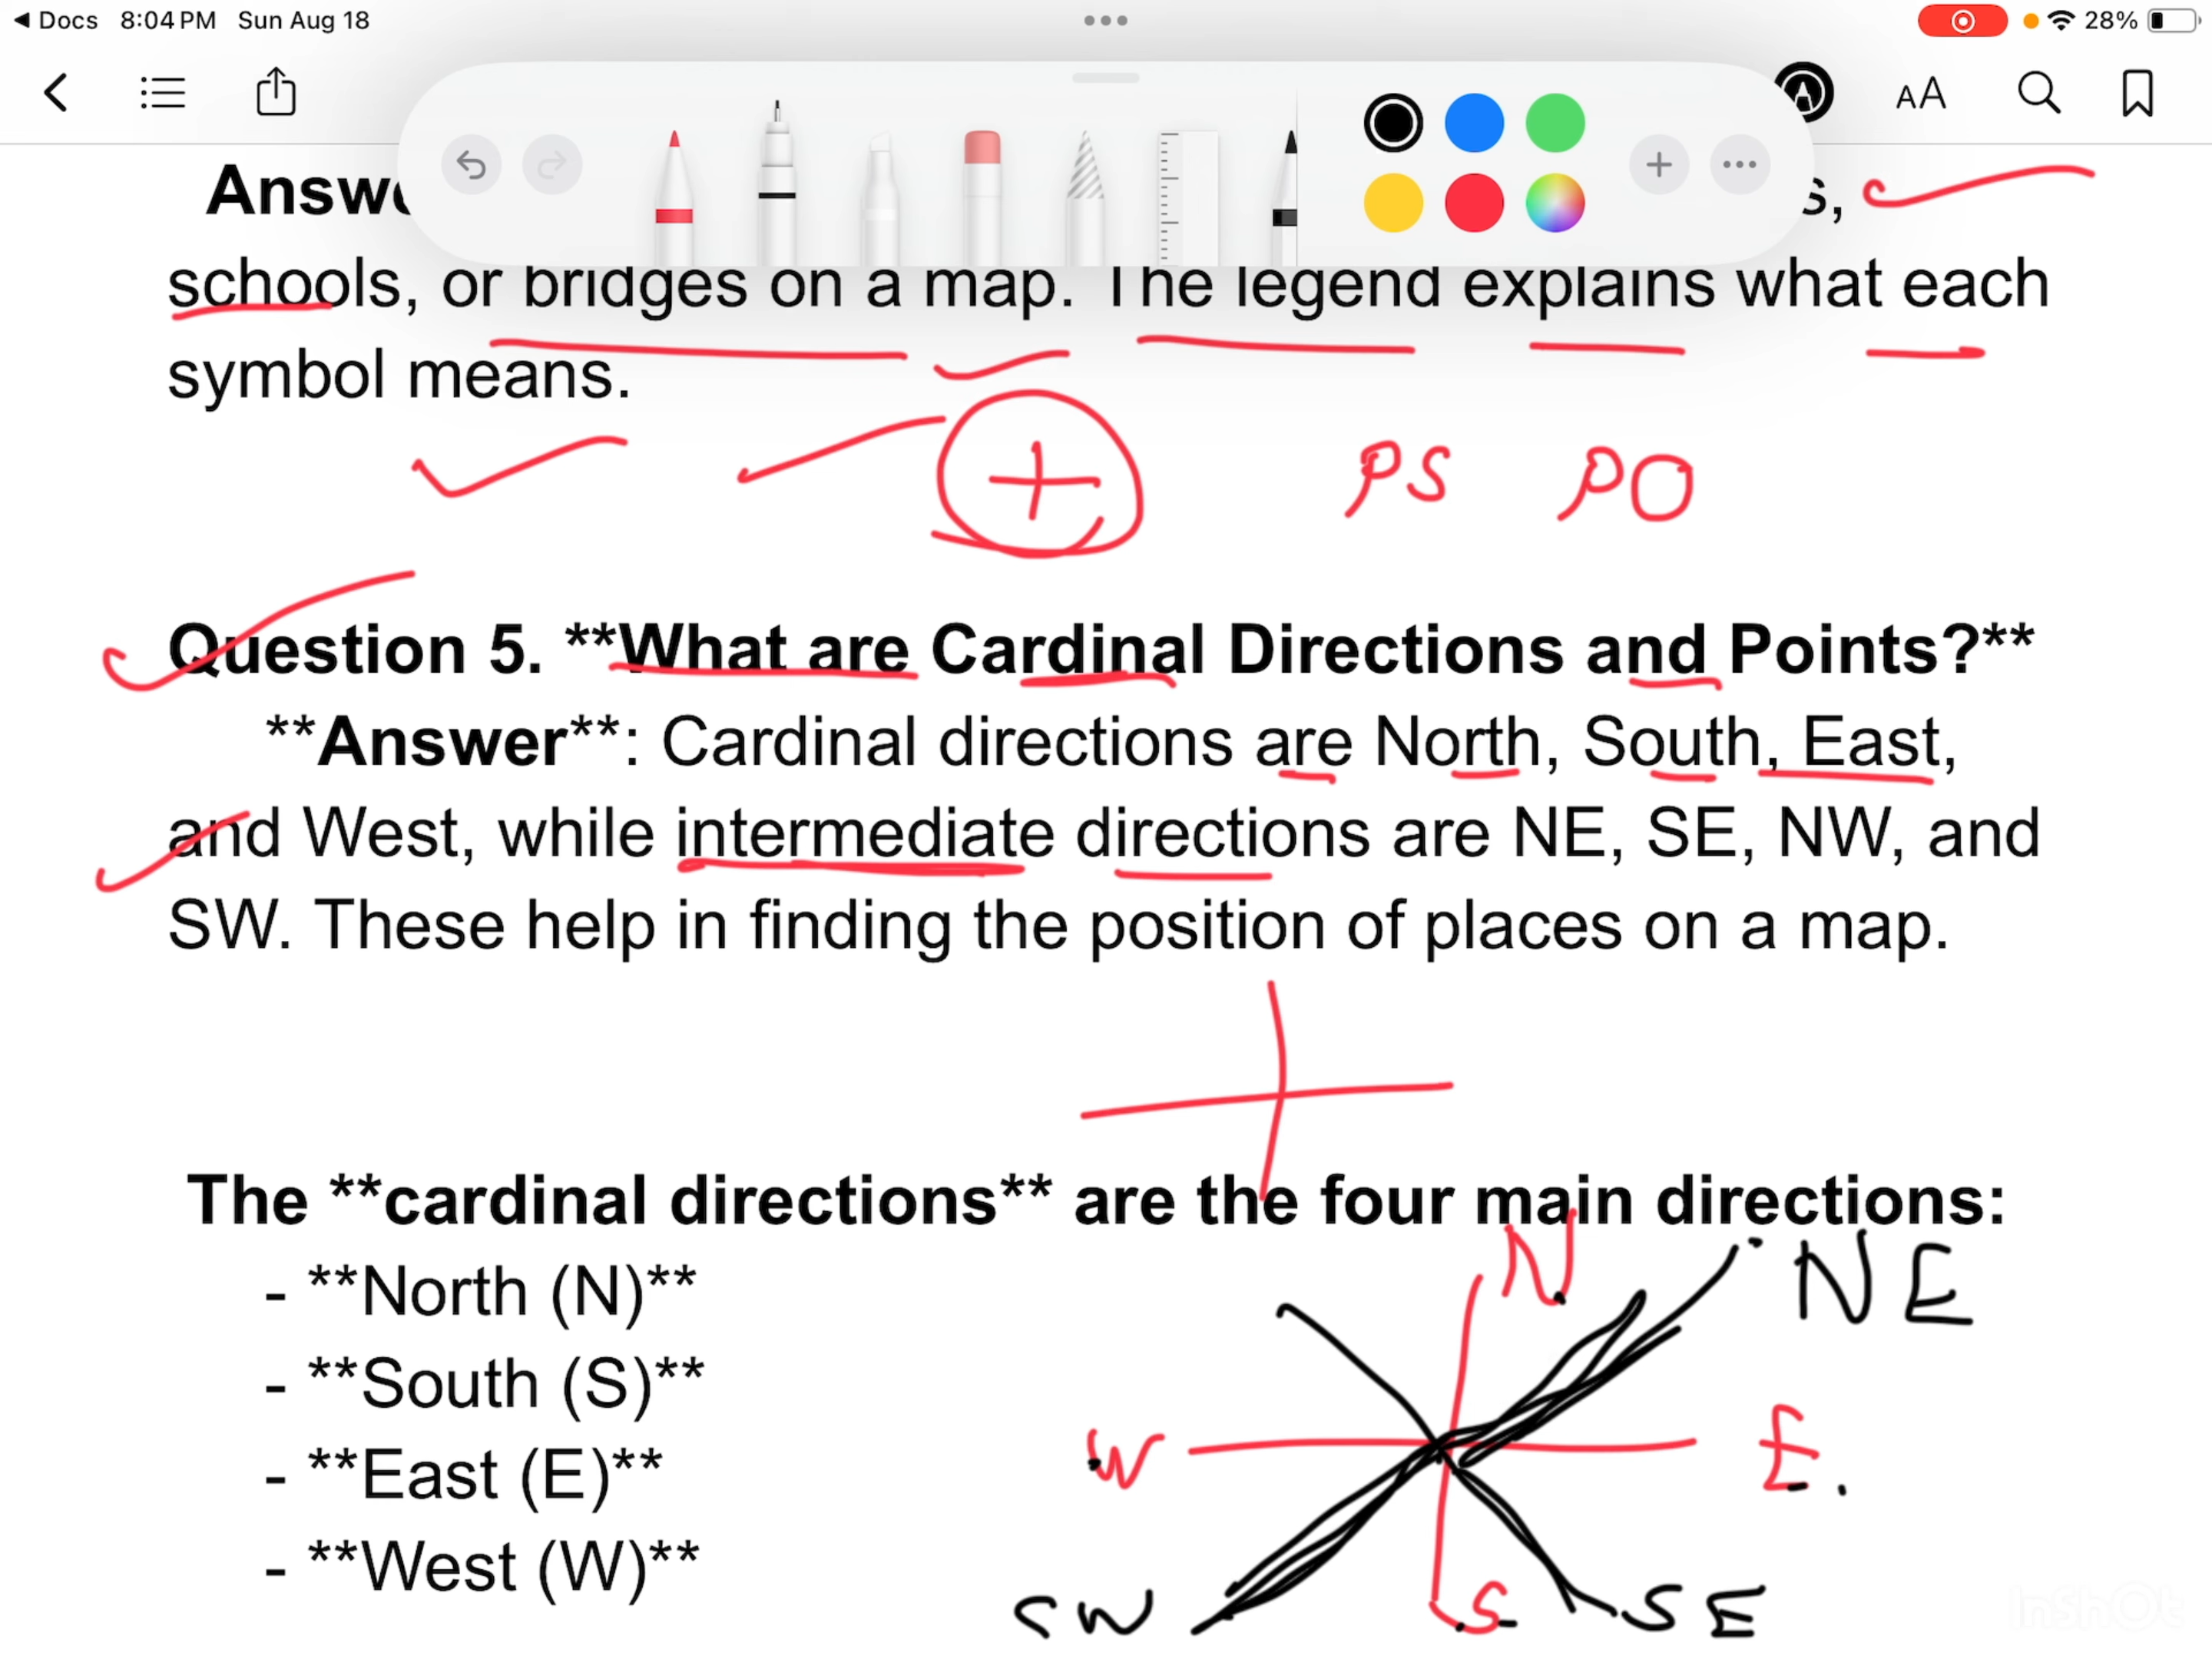 ◀ Docs 8:04 PM Sun Aug 18
28%
AA
Answe
s,
schools, or bridges on a map. The legend explains what each
symbol means.
PS PO
Question 5. **What are Cardinal Directions and Points?**
**Answer**: Cardinal directions are North, South, East,
and West, while intermediate directions are NE, SE, NW, and
SW. These help in finding the position of places on a map.
The **cardinal directions** are the four main directions:
- **North (N)**
- **South (S)**
- **East (E)**
- **West (W)**
N NE
W E.
SW S SE
InShOt